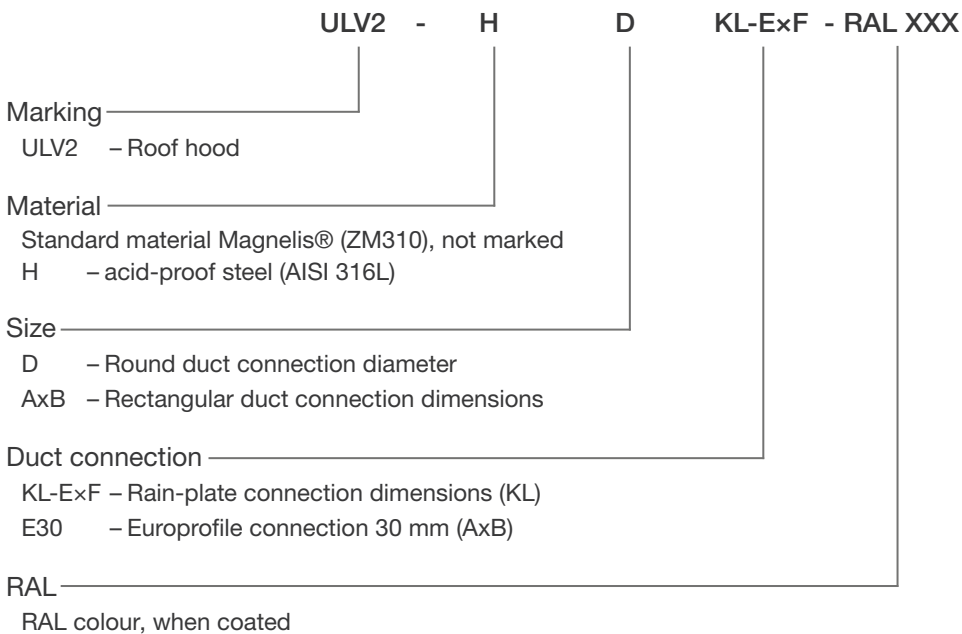 ULV2 - H D KL-E×F - RAL XXX
Marking
ULV2 – Roof hood
Material
Standard material Magnelis® (ZM310), not marked
H – acid-proof steel (AISI 316L)
Size
D – Round duct connection diameter
AxB – Rectangular duct connection dimensions
Duct connection
KL-E×F – Rain-plate connection dimensions (KL)
E30 – Europrofile connection 30 mm (AxB)
RAL
RAL colour, when coated